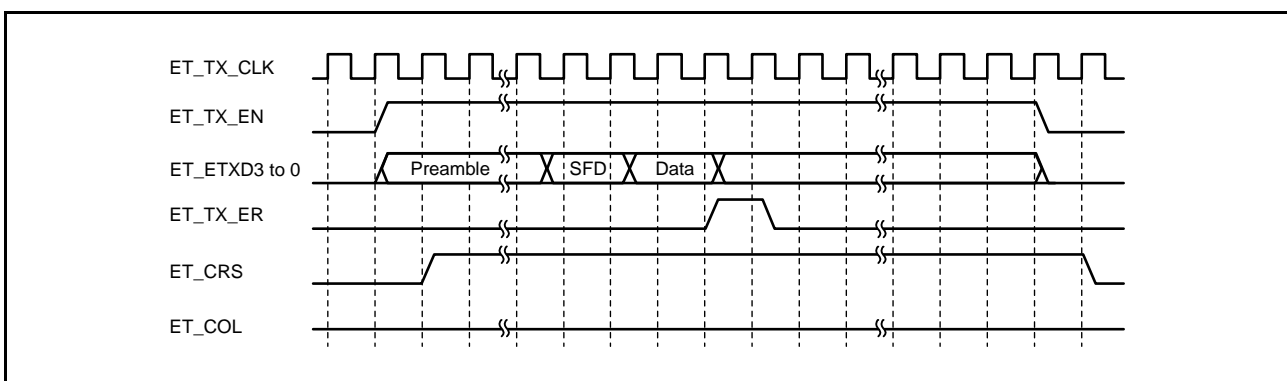 ET_TX_CLK
ET_TX_EN
ET_ETXD3 to 0
Preamble
SFD
Data
ET_TX_ER
ET_CRS
ET_COL